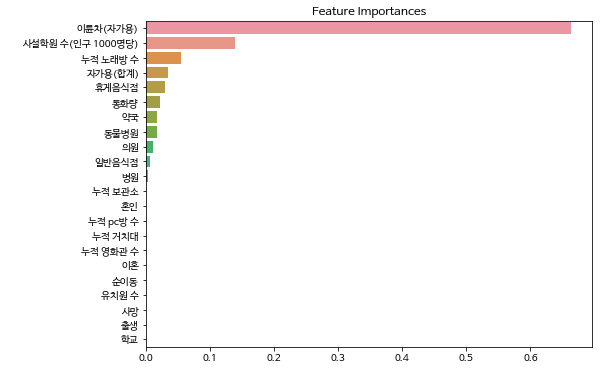 Feature Importances
이륜차(자가용)
사설학원 수(인구 1000명당)
누적 노래방 수
자가용(합계)
휴게음식점
통화량
약국
동물병원
의원
일반음식점
병원
누적 보관소
혼인
누적 pc방 수
누적 거치대
누적 영화관 수
이혼
순이동
유치원 수
사망
출생
학교
0.0 0.1 0.2 0.3 0.4 0.5 0.6